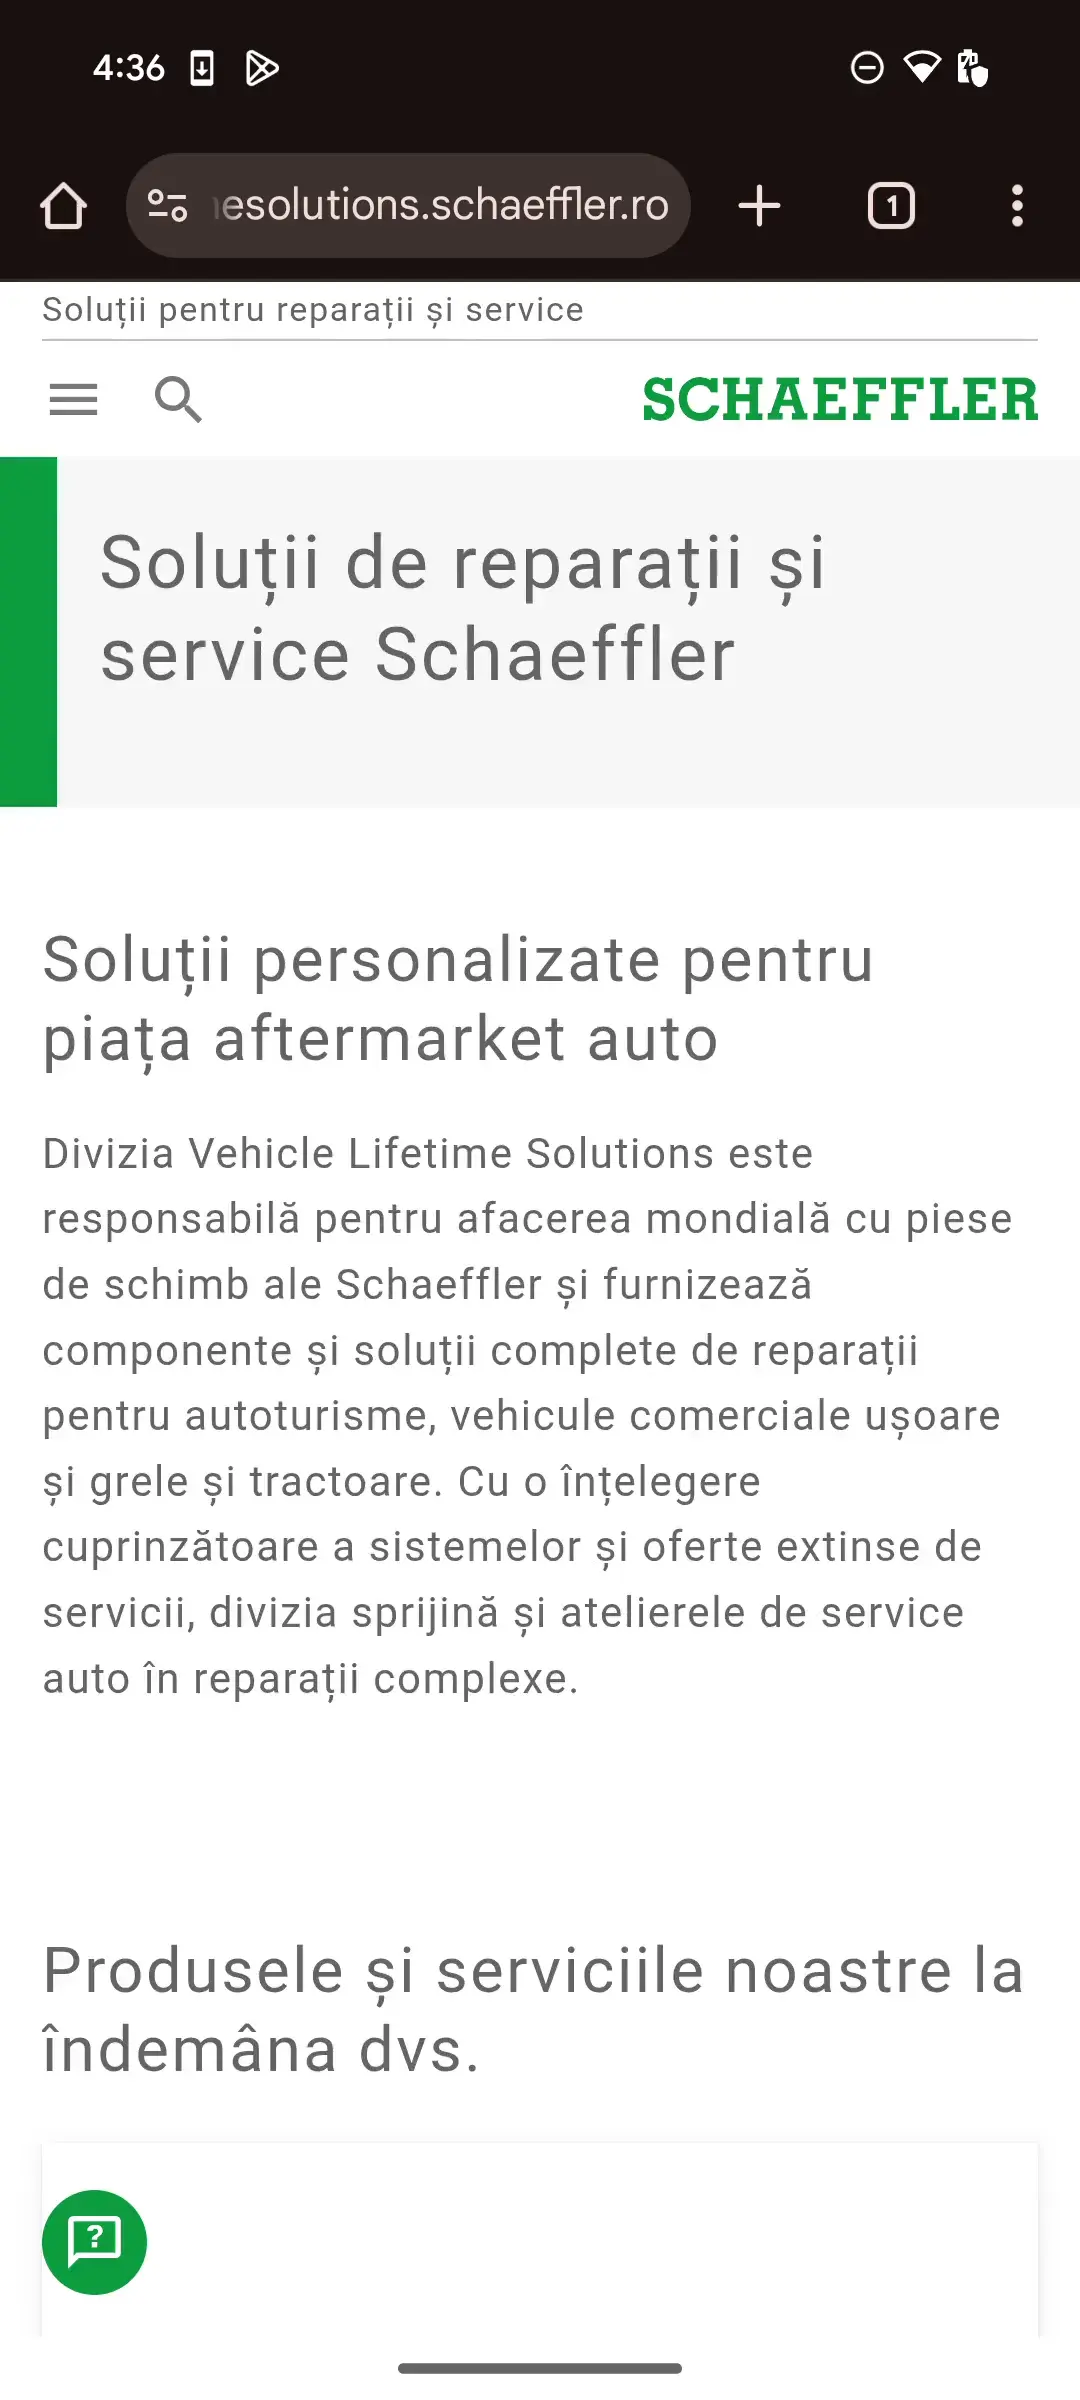 4:36
esolutions.schaeffler.ro
1
Soluții pentru reparații și service
SCHAEFFLER
Soluții de reparații și
service Schaeffler
Soluții personalizate pentru
piața aftermarket auto
Divizia Vehicle Lifetime Solutions este
responsabilă pentru afacerea mondială cu piese
de schimb ale Schaeffler și furnizează
componente și soluții complete de reparații
pentru autoturisme, vehicule comerciale ușoare
și grele și tractoare. Cu o înțelegere
cuprinzătoare a sistemelor și oferte extinse de
servicii, divizia sprijină și atelierele de service
auto în reparații complexe.
Produsele și serviciile noastre la
îndemâna dvs.
?